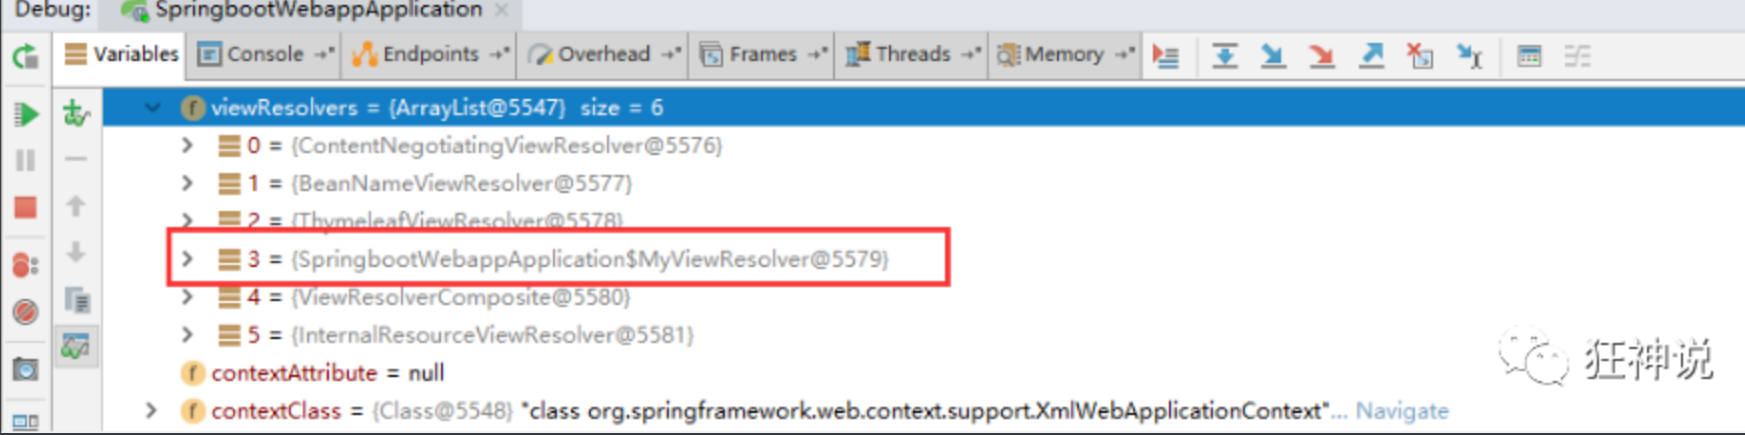 Debug: SpringbootWebappApplication ×
Variables Console →* Endpoints →* Overhead →* Frames →* Threads →* Memory →*
viewResolvers = {ArrayList@5547} size = 6
0 = {ContentNegotiatingViewResolver@5576}
1 = {BeanNameViewResolver@5577}
2 = {ThymeleafViewResolver@5578}
3 = {SpringbootWebappApplication$MyViewResolver@5579}
4 = {ViewResolverComposite@5580}
5 = {InternalResourceViewResolver@5581}
f contextAttribute = null
f contextClass = {Class@5548} "class org.springframework.web.context.support.XmlWebApplicationContext"... Navigate
狂神说